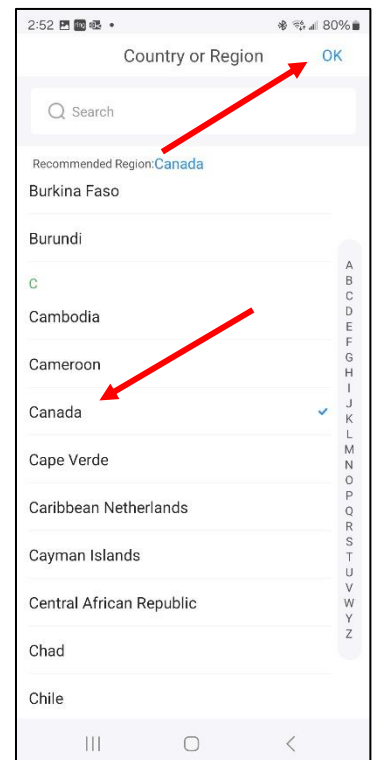 2:52 80%
Country or Region OK
Search
Recommended Region:Canada
Burkina Faso
Burundi
C
Cambodia
Cameroon
Canada
Cape Verde
Caribbean Netherlands
Cayman Islands
Central African Republic
Chad
Chile
A
B
C
D
E
F
G
H
I
J
K
L
M
N
O
P
Q
R
S
T
U
V
W
Y
Z